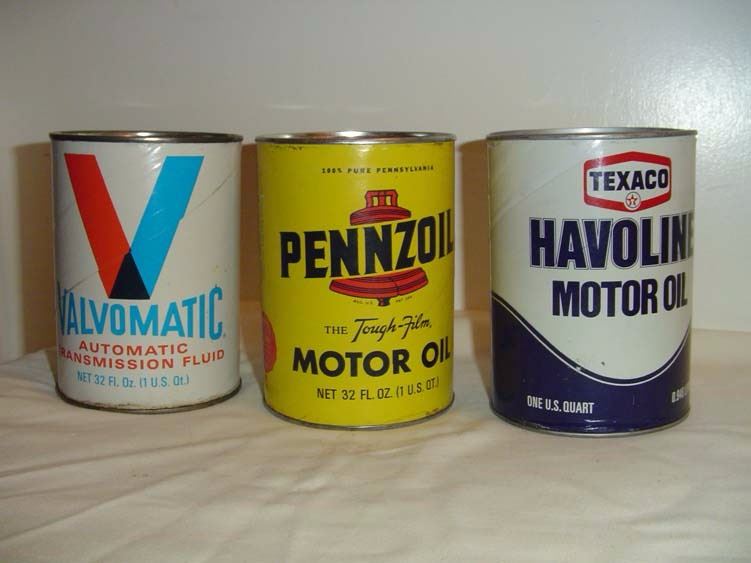 VALVOMATIC
AUTOMATIC
TRANSMISSION FLUID
NET 32 Fl. Oz. (1 U.S. Qt.)
100% PURE PENNSYLVANIA
PENNZOIL
THE Tough-Film
MOTOR OIL
NET 32 FL. OZ. (1 U.S. QT.)
TEXACO
HAVOLINE
MOTOR OIL
ONE U.S. QUART